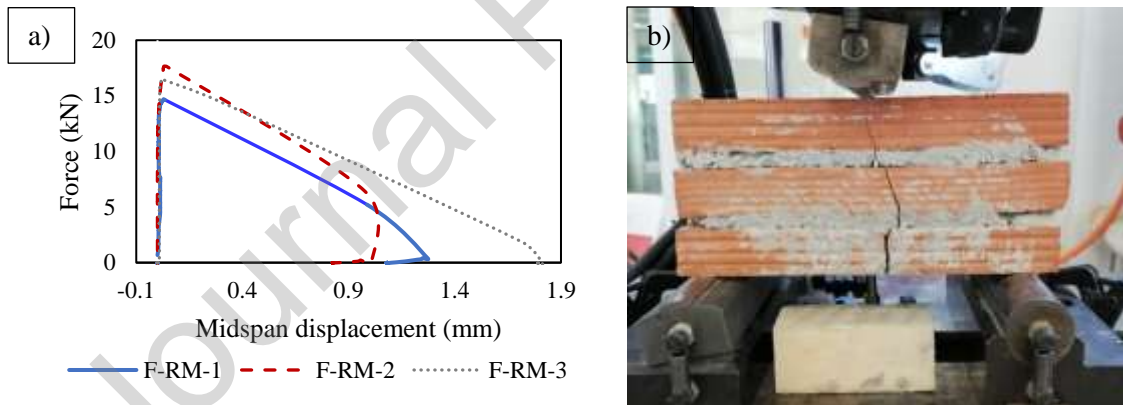 a)
b)
20
15
10
5
0
Force (kN)
-0.1 0.4 0.9 1.4 1.9
Midspan displacement (mm)
F-RM-1 F-RM-2 F-RM-3
Journal P